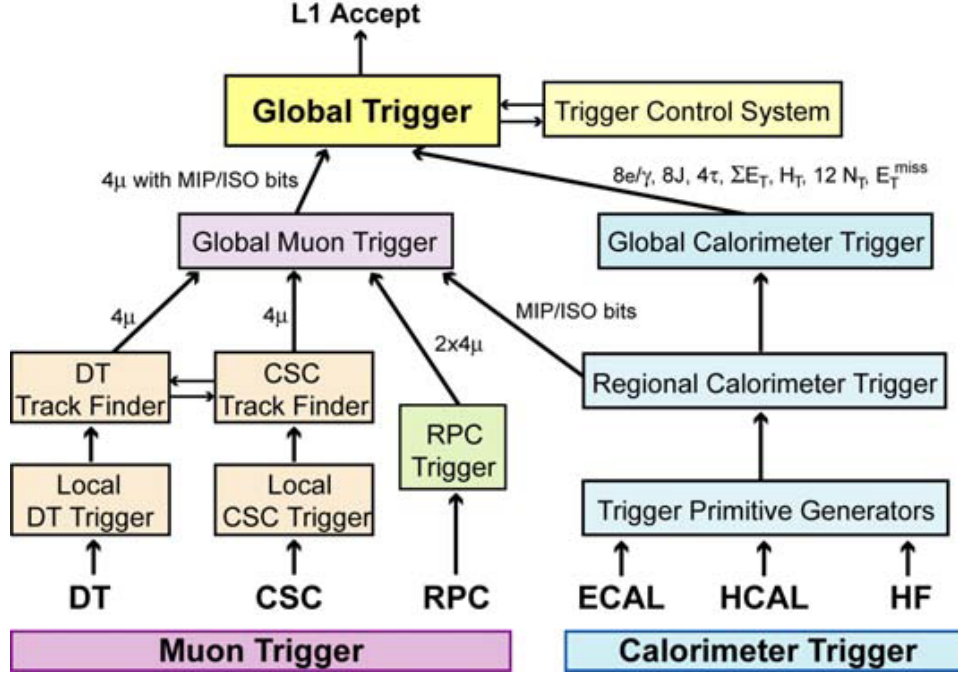 L1 Accept
Global Trigger
Trigger Control System
4μ with MIP/ISO bits
8e/γ, 8J, 4τ, ΣE_T, H_T, 12 N_T, E_T^miss
Global Muon Trigger
Global Calorimeter Trigger
4μ
4μ
2x4μ
MIP/ISO bits
DT
Track Finder
CSC
Track Finder
Regional Calorimeter Trigger
RPC
Trigger
Local
DT Trigger
Local
CSC Trigger
Trigger Primitive Generators
DT
CSC
RPC
ECAL
HCAL
HF
Muon Trigger
Calorimeter Trigger